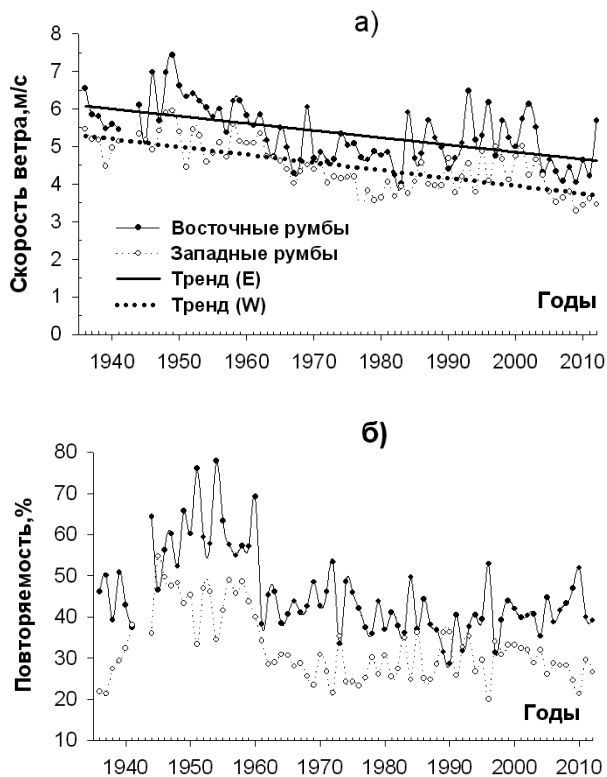 а)
Скорость ветра,м/с
8
7
6
5
4
3
2
1
0
Восточные румбы
Западные румбы
Тренд (E)
Тренд (W)
Годы
1940 1950 1960 1970 1980 1990 2000 2010
б)
Повторяемость,%
80
70
60
50
40
30
20
10
Годы
1940 1950 1960 1970 1980 1990 2000 2010